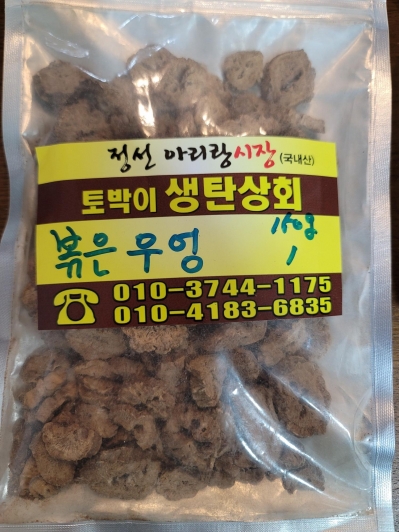 정선 아리랑시장 (국내산)
토박이 생탄상회
볶은 우엉
☎ 010-3744-1175
010-4183-6835